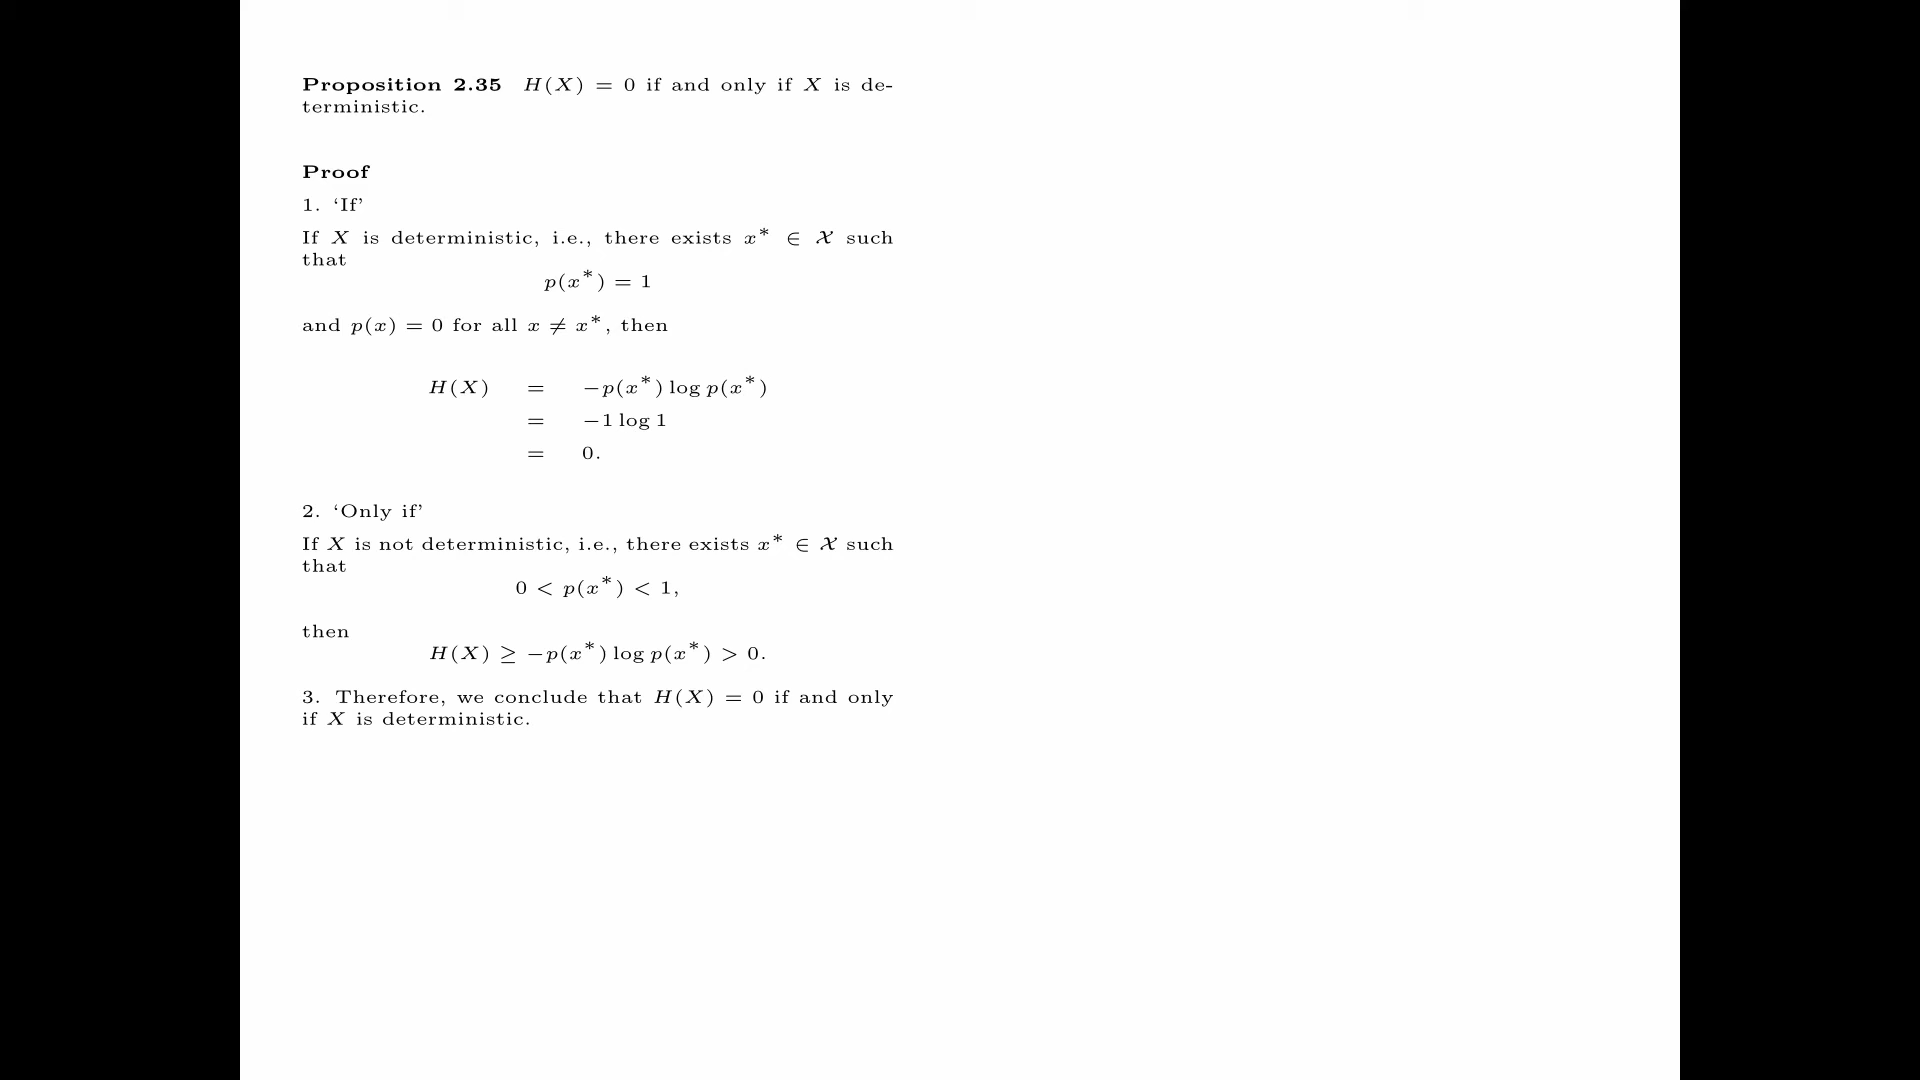 Proposition 2.35 H(X) = 0 if and only if X is de-
terministic.
Proof
1. ‘If’
If X is deterministic, i.e., there exists x* ∈ 𝒳 such
that
p(x*) = 1
and p(x) = 0 for all x ≠ x*, then
H(X) = −p(x*) log p(x*)
= −1 log 1
= 0.
2. ‘Only if’
If X is not deterministic, i.e., there exists x* ∈ 𝒳 such
that
0 < p(x*) < 1,
then
H(X) ≥ −p(x*) log p(x*) > 0.
3. Therefore, we conclude that H(X) = 0 if and only
if X is deterministic.